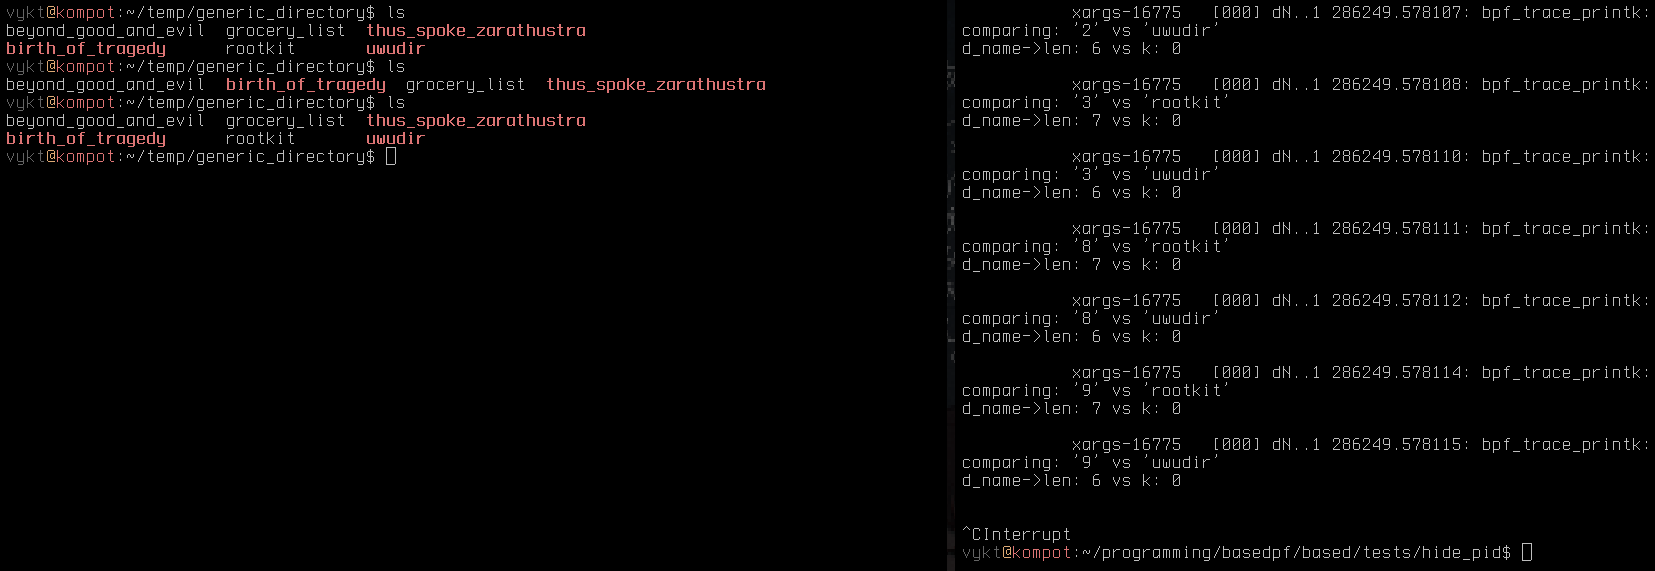 vykt@kompot:~/temp/generic_directory$ ls
beyond_good_and_evil  grocery_list  thus_spoke_zarathustra
birth_of_tragedy      rootkit       uwudir
vykt@kompot:~/temp/generic_directory$ ls
beyond_good_and_evil  birth_of_tragedy  grocery_list  thus_spoke_zarathustra
vykt@kompot:~/temp/generic_directory$ ls
beyond_good_and_evil  grocery_list  thus_spoke_zarathustra
birth_of_tragedy      rootkit       uwudir
vykt@kompot:~/temp/generic_directory$
xargs-16775   [000] dN..1 286249.578107: bpf_trace_printk:
comparing: '2' vs 'uwudir'
d_name->len: 6 vs k: 0
xargs-16775   [000] dN..1 286249.578108: bpf_trace_printk:
comparing: '3' vs 'rootkit'
d_name->len: 7 vs k: 0
xargs-16775   [000] dN..1 286249.578110: bpf_trace_printk:
comparing: '3' vs 'uwudir'
d_name->len: 6 vs k: 0
xargs-16775   [000] dN..1 286249.578111: bpf_trace_printk:
comparing: '8' vs 'rootkit'
d_name->len: 7 vs k: 0
xargs-16775   [000] dN..1 286249.578112: bpf_trace_printk:
comparing: '8' vs 'uwudir'
d_name->len: 6 vs k: 0
xargs-16775   [000] dN..1 286249.578114: bpf_trace_printk:
comparing: '9' vs 'rootkit'
d_name->len: 7 vs k: 0
xargs-16775   [000] dN..1 286249.578115: bpf_trace_printk:
comparing: '9' vs 'uwudir'
d_name->len: 6 vs k: 0
^CInterrupt
vykt@kompot:~/programming/basedpf/based/tests/hide_pid$